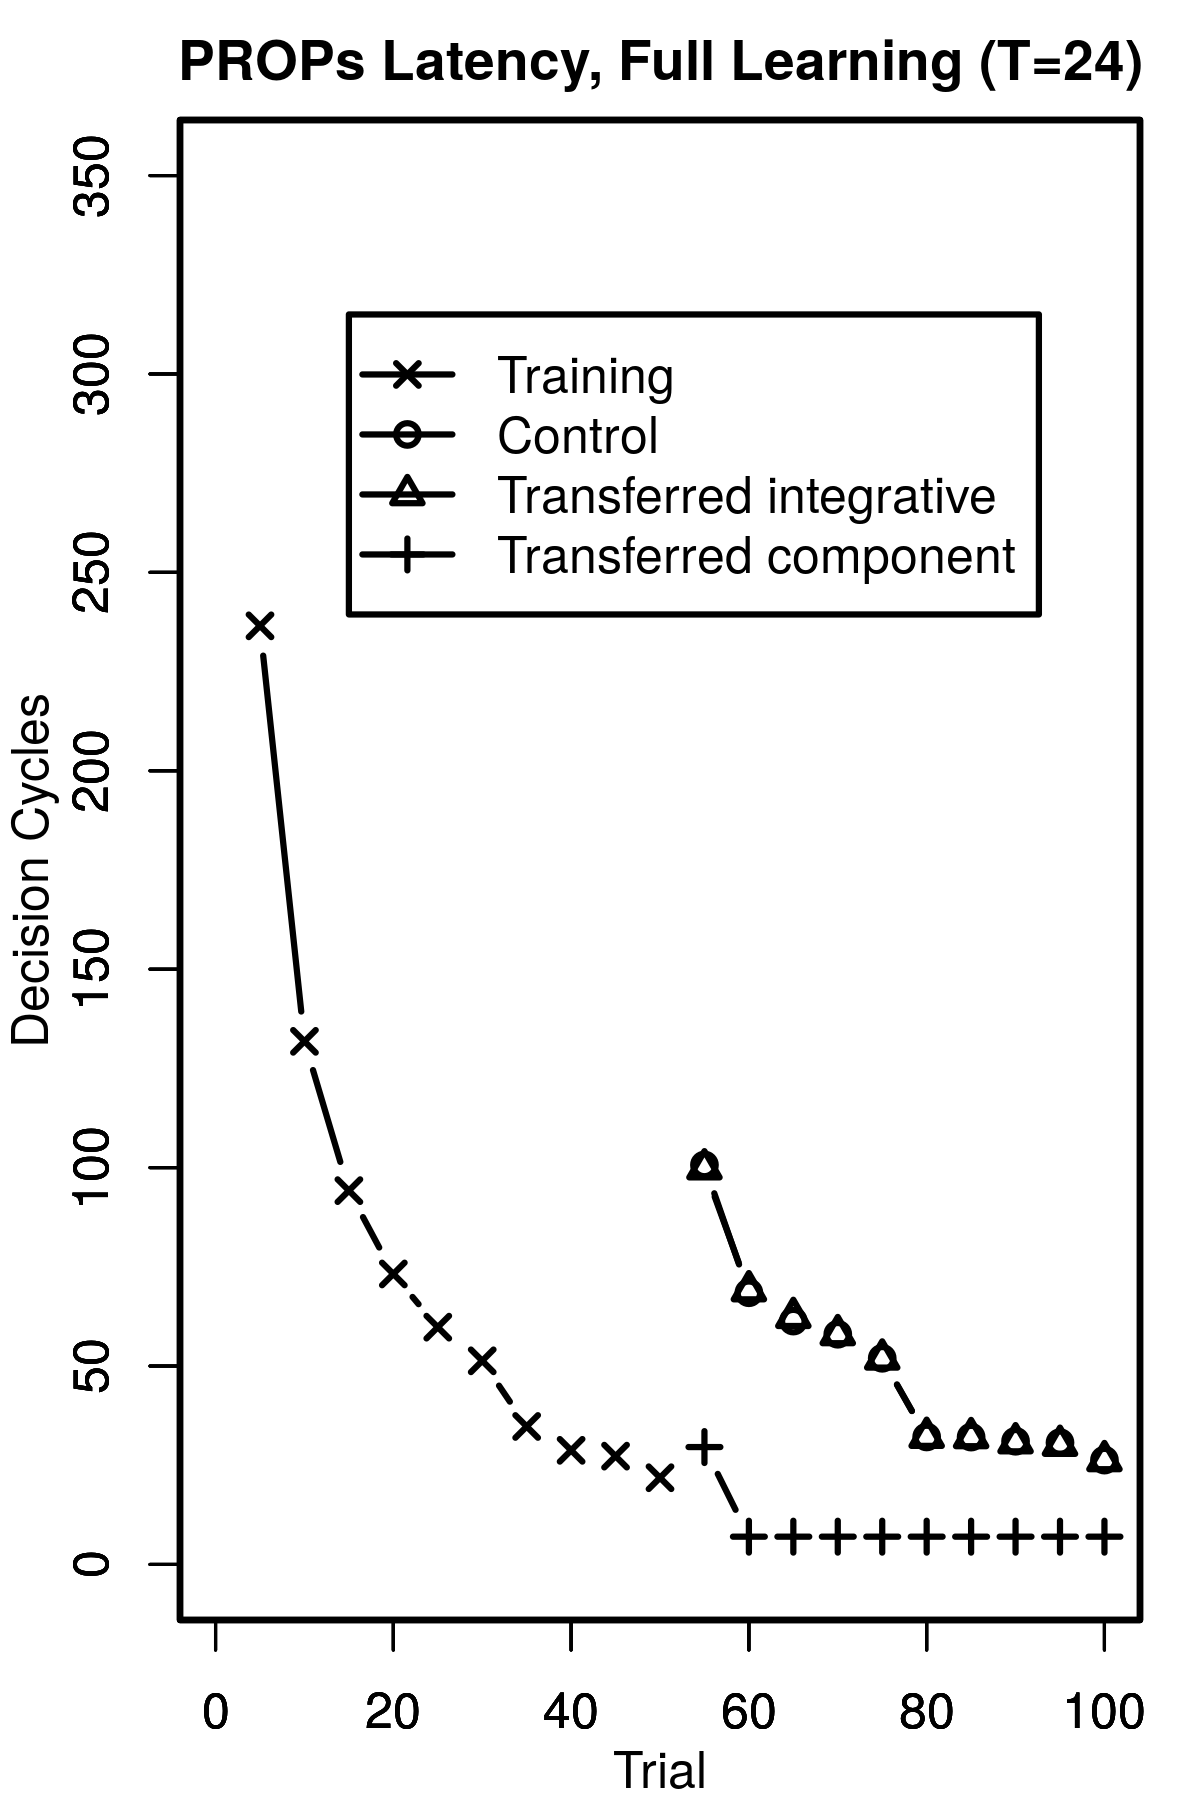 PROPs Latency, Full Learning (T=24)
350
300
250
200
150
100
50
0
Decision Cycles
Training
Control
Transferred integrative
Transferred component
0 20 40 60 80 100
Trial